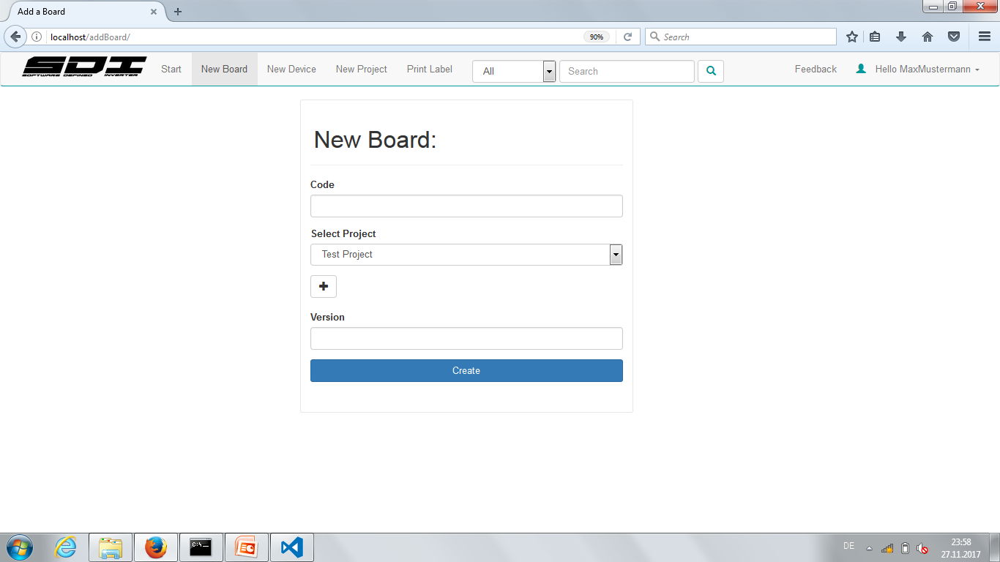 Add a Board
localhost/addBoard/
90%
Search
SDI
SOFTWARE DEFINED INVERTER
Start
New Board
New Device
New Project
Print Label
All
Search
Feedback
Hello MaxMustermann
New Board:
Code
Select Project
Test Project
Version
Create
C:\_
DE
23:58
27.11.2017